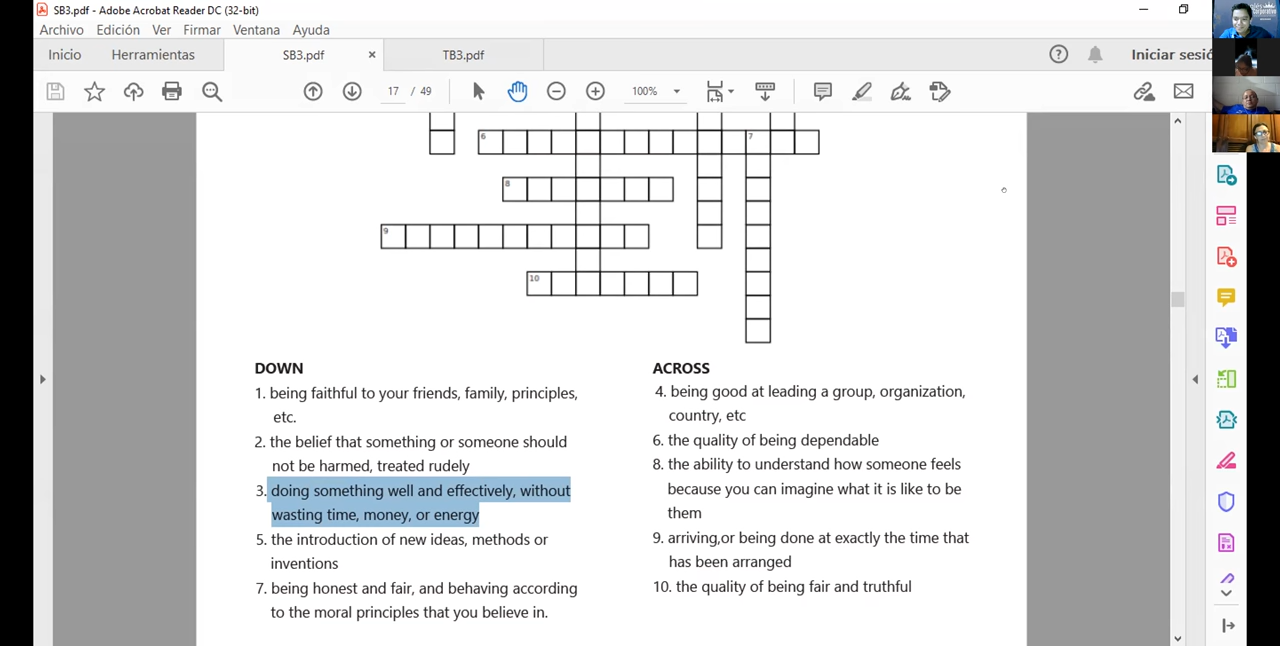 SB3.pdf - Adobe Acrobat Reader DC (32-bit)
Archivo Edición Ver Firmar Ventana Ayuda
Inicio Herramientas SB3.pdf × TB3.pdf Iniciar sesió
17 / 49 100%
6 7
8
9
10
DOWN
1. being faithful to your friends, family, principles,
etc.
2. the belief that something or someone should
not be harmed, treated rudely
3. doing something well and effectively, without
wasting time, money, or energy
5. the introduction of new ideas, methods or
inventions
7. being honest and fair, and behaving according
to the moral principles that you believe in.
ACROSS
4. being good at leading a group, organization,
country, etc
6. the quality of being dependable
8. the ability to understand how someone feels
because you can imagine what it is like to be
them
9. arriving,or being done at exactly the time that
has been arranged
10. the quality of being fair and truthful